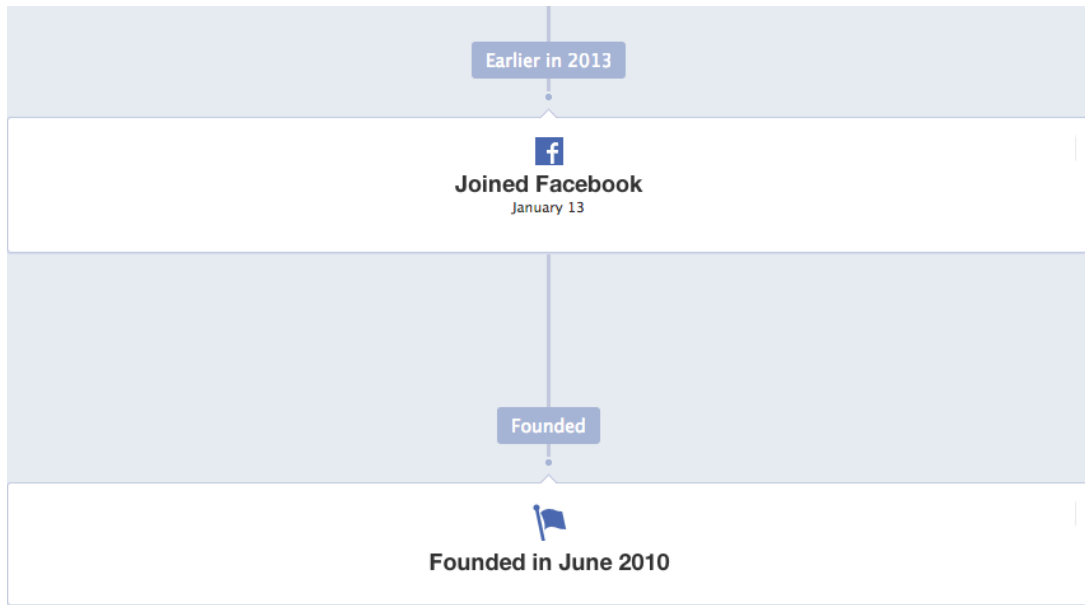 Earlier in 2013
Joined Facebook
January 13
Founded
Founded in June 2010